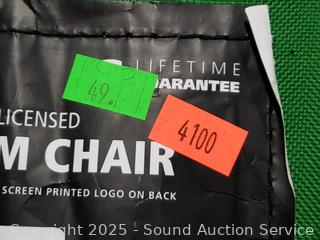 LIFETIME
GUARANTEE
49.
4100
LICENSED
M CHAIR
SCREEN PRINTED LOGO ON BACK
Copyright 2025 - Sound Auction Service